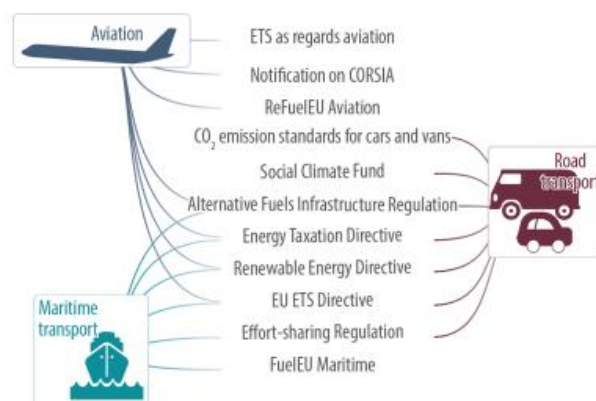 Aviation
ETS as regards aviation
Notification on CORSIA
ReFuelEU Aviation
CO₂ emission standards for cars and vans
Social Climate Fund
Alternative Fuels Infrastructure Regulation
Energy Taxation Directive
Renewable Energy Directive
EU ETS Directive
Effort-sharing Regulation
FuelEU Maritime
Road
transport
Maritime
transport